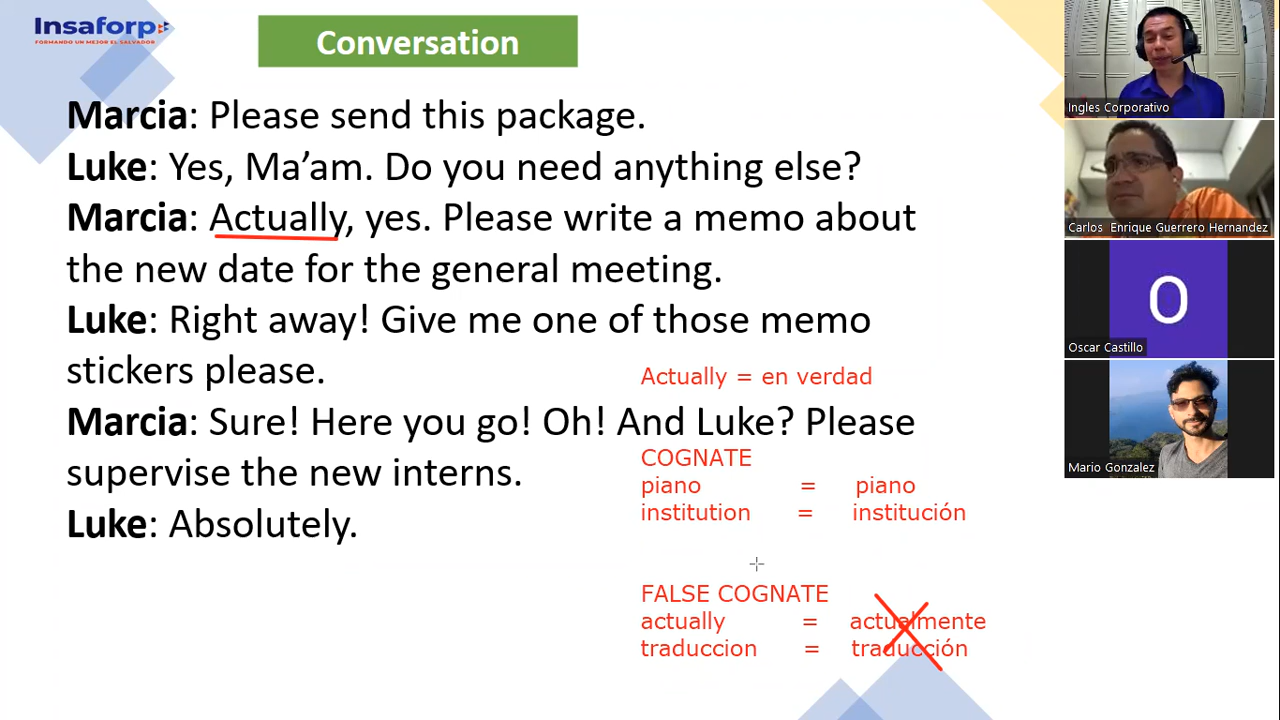 Insaforp
FORMANDO UN MEJOR EL SALVADOR
Conversation
Marcia: Please send this package.
Luke: Yes, Ma’am. Do you need anything else?
Marcia: Actually, yes. Please write a memo about
the new date for the general meeting.
Luke: Right away! Give me one of those memo
stickers please.
Marcia: Sure! Here you go! Oh! And Luke? Please
supervise the new interns.
Luke: Absolutely.
Actually = en verdad
COGNATE
piano = piano
institution = institución
FALSE COGNATE
actually = actualmente
traduccion = traducción
Ingles Corporativo
Carlos Enrique Guerrero Hernandez
O
Oscar Castillo
Mario Gonzalez